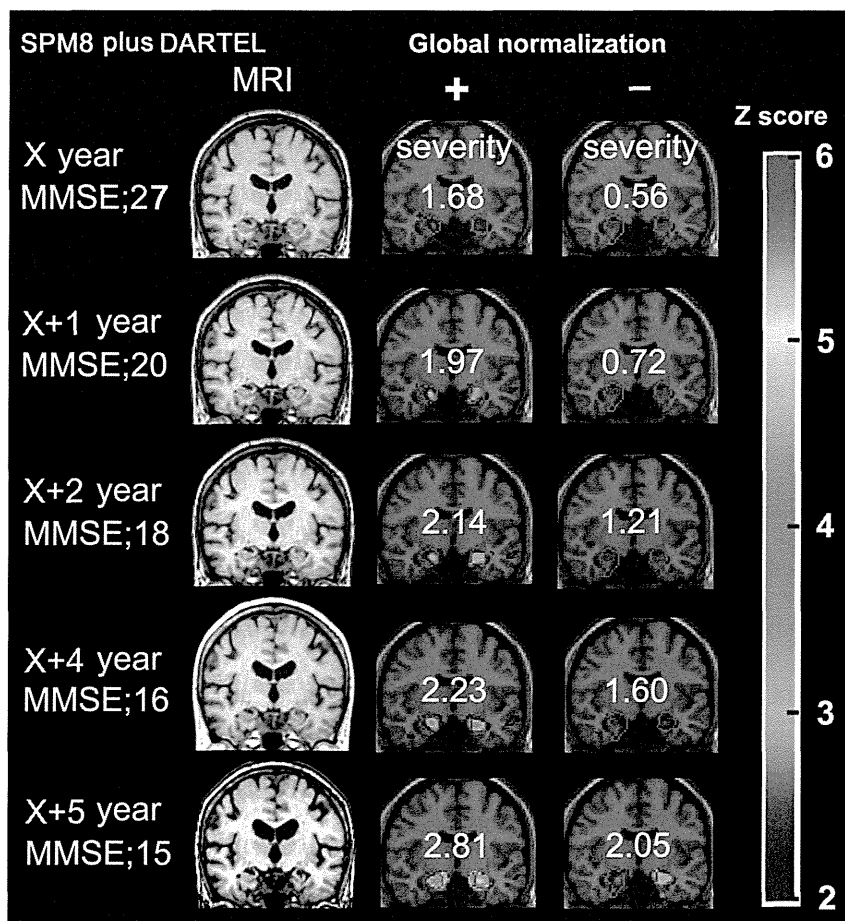 SPM8 plus DARTEL
Global normalization
MRI
+
−
Z score
X year
MMSE;27
severity
1.68
severity
0.56
X+1 year
MMSE;20
1.97
0.72
X+2 year
MMSE;18
2.14
1.21
X+4 year
MMSE;16
2.23
1.60
X+5 year
MMSE;15
2.81
2.05
6
5
4
3
2